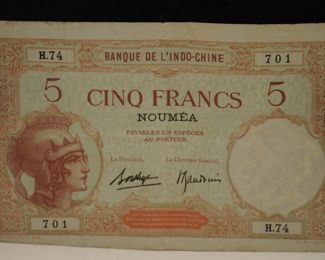 H.74 BANQUE DE L'INDO-CHINE 701
5 CINQ FRANCS 5
NOUMÉA
PAYABLES EN ESPÈCES
AU PORTEUR
Le Président, Le Directeur Général,
701 H.74